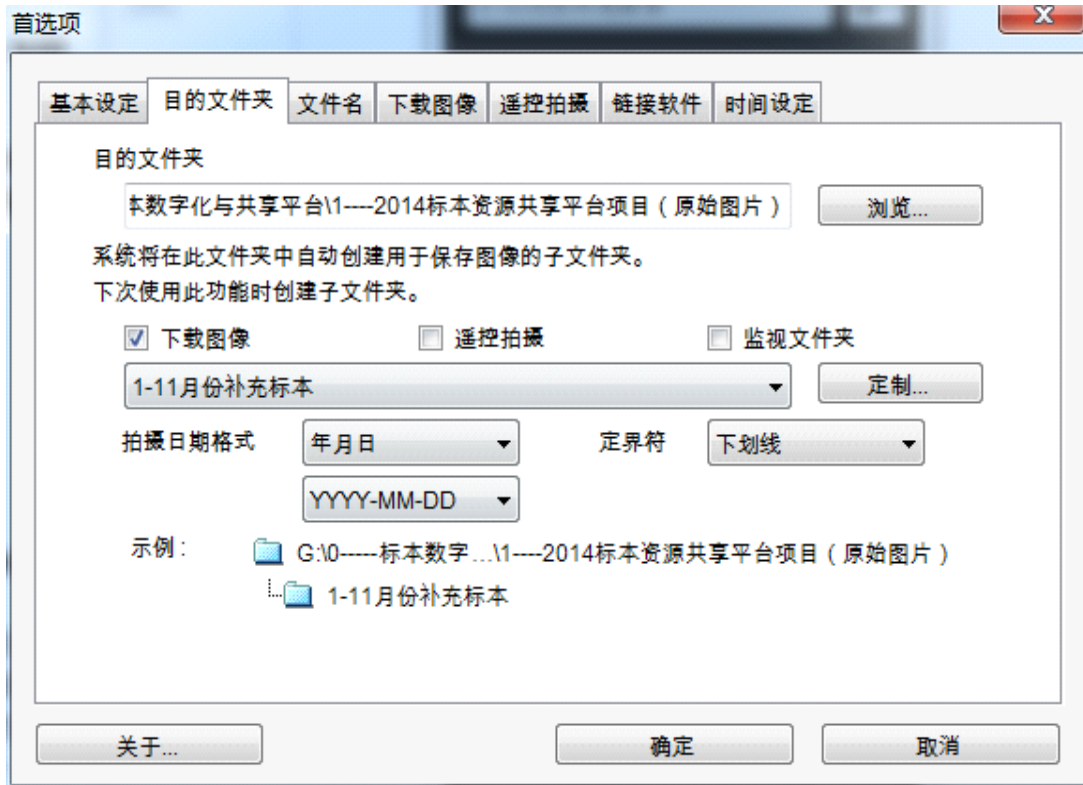 首选项
基本设定 目的文件夹 文件名 下载图像 遥控拍摄 链接软件 时间设定
目的文件夹
本数字化与共享平台\1----2014标本资源共享平台项目（原始图片） 浏览...
系统将在此文件夹中自动创建用于保存图像的子文件夹。
下次使用此功能时创建子文件夹。
下载图像 遥控拍摄 监视文件夹
1-11月份补充标本 定制...
拍摄日期格式 年月日 定界符 下划线
YYYY-MM-DD
示例： G:\0-----标本数字...\1----2014标本资源共享平台项目（原始图片）
1-11月份补充标本
关于... 确定 取消